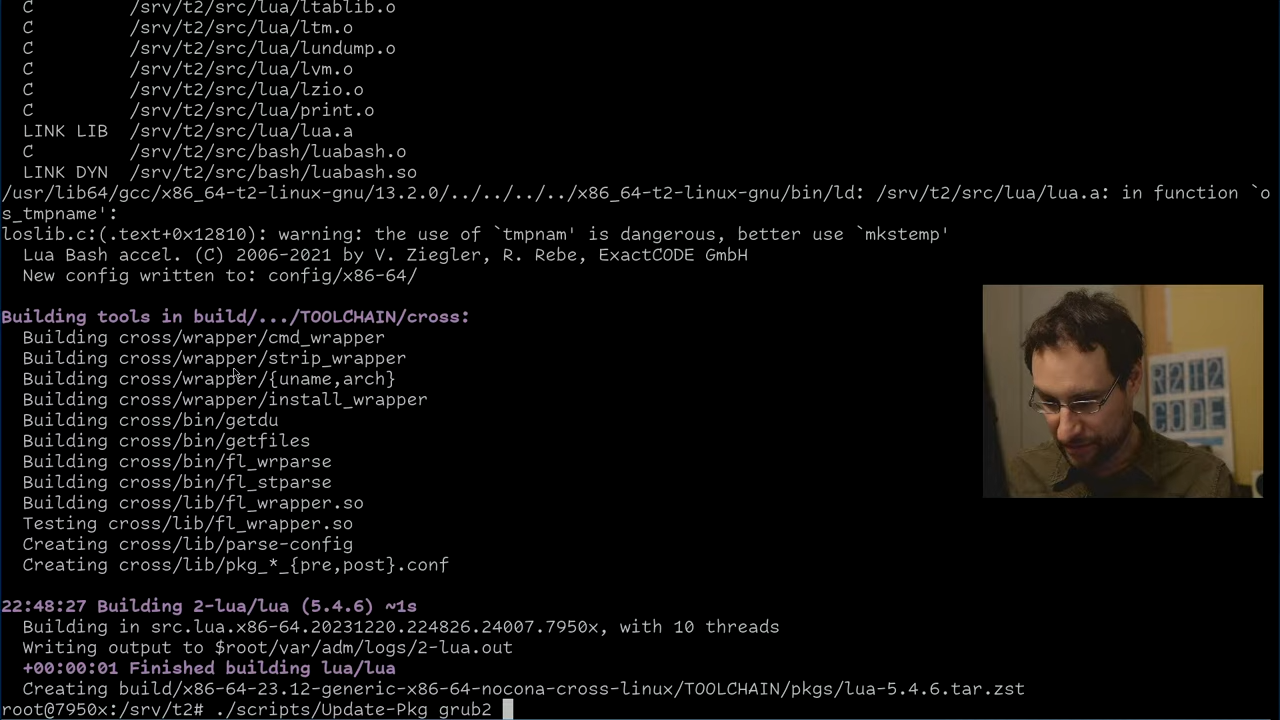 C /srv/t2/src/lua/ltablib.o
C /srv/t2/src/lua/ltm.o
C /srv/t2/src/lua/lundump.o
C /srv/t2/src/lua/lvm.o
C /srv/t2/src/lua/lzio.o
C /srv/t2/src/lua/print.o
LINK LIB /srv/t2/src/lua/lua.a
C /srv/t2/src/bash/luabash.o
LINK DYN /srv/t2/src/bash/luabash.so
/usr/lib64/gcc/x86_64-t2-linux-gnu/13.2.0/../../../../x86_64-t2-linux-gnu/bin/ld: /srv/t2/src/lua/lua.a: in function `o
s_tmpname':
loslib.c:(.text+0x12810): warning: the use of `tmpnam' is dangerous, better use `mkstemp'
Lua Bash accel. (C) 2006-2021 by V. Ziegler, R. Rebe, ExactCODE GmbH
New config written to: config/x86-64/
Building tools in build/.../TOOLCHAIN/cross:
Building cross/wrapper/cmd_wrapper
Building cross/wrapper/strip_wrapper
Building cross/wrapper/{uname,arch}
Building cross/wrapper/install_wrapper
Building cross/bin/getdu
Building cross/bin/getfiles
Building cross/bin/fl_wrparse
Building cross/bin/fl_stparse
Building cross/lib/fl_wrapper.so
Testing cross/lib/fl_wrapper.so
Creating cross/lib/parse-config
Creating cross/lib/pkg_*_{pre,post}.conf
22:48:27 Building 2-lua/lua (5.4.6) ~1s
Building in src.lua.x86-64.20231220.224826.24007.7950x, with 10 threads
Writing output to $root/var/adm/logs/2-lua.out
+00:00:01 Finished building lua/lua
Creating build/x86-64-23.12-generic-x86-64-nocona-cross-linux/TOOLCHAIN/pkgs/lua-5.4.6.tar.zst
root@7950x:/srv/t2# ./scripts/Update-Pkg grub2
R2T2
CODE